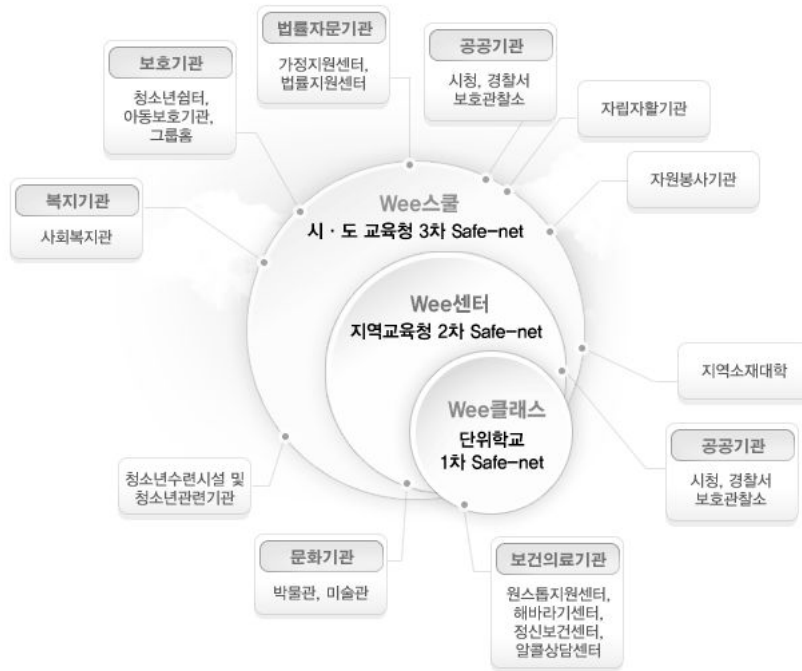 법률자문기관
가정지원센터,
법률지원센터
보호기관
청소년쉼터,
아동보호기관,
그룹홈
공공기관
시청, 경찰서
보호관찰소
자립자활기관
자원봉사기관
복지기관
사회복지관
Wee스쿨
시 · 도 교육청 3차 Safe-net
Wee센터
지역교육청 2차 Safe-net
Wee클래스
단위학교
1차 Safe-net
지역소재대학
공공기관
시청, 경찰서
보호관찰소
청소년수련시설 및
청소년관련기관
문화기관
박물관, 미술관
보건의료기관
원스톱지원센터,
해바라기센터,
정신보건센터,
알콜상담센터